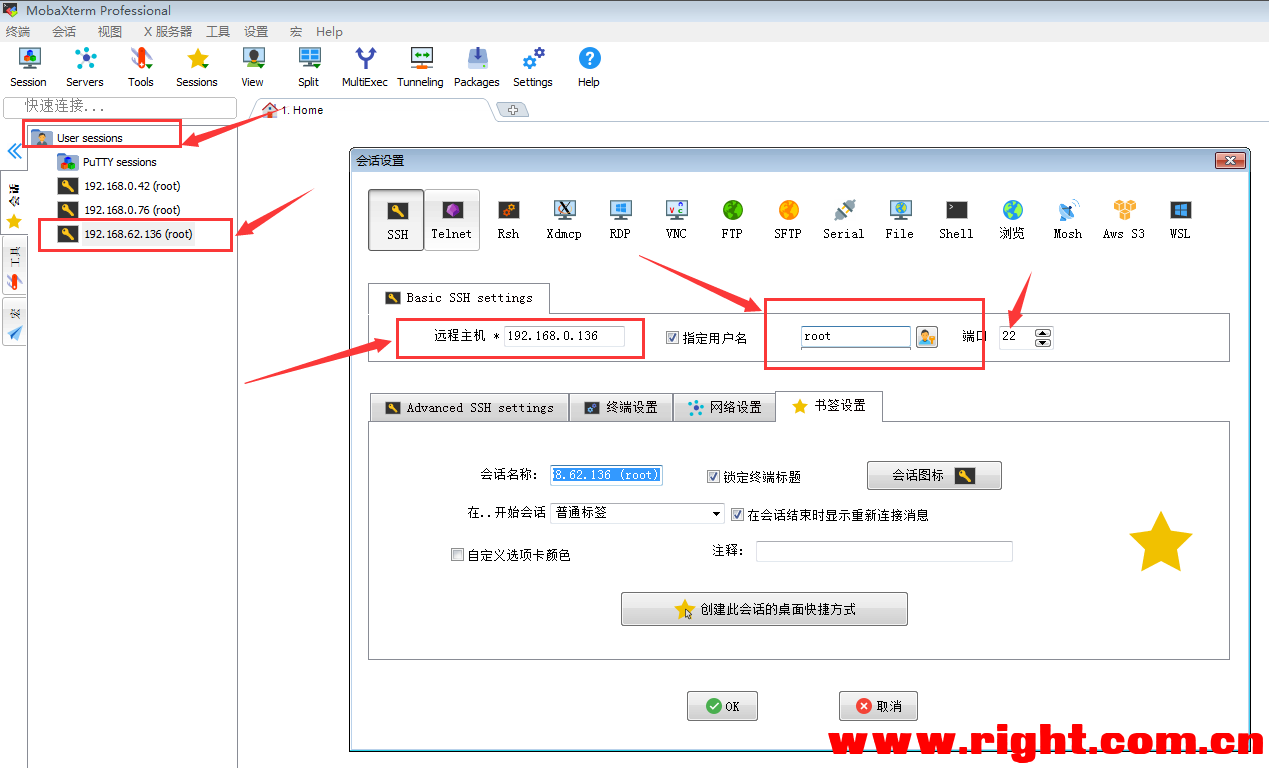 MobaXterm Professional
终端 会话 视图 X 服务器 工具 设置 宏 Help
Session Servers Tools Sessions View Split MultiExec Tunneling Packages Settings Help
快速连接...
1. Home
User sessions
PuTTY sessions
192.168.0.42 (root)
192.168.0.76 (root)
192.168.62.136 (root)
会话
工具
宏
会话设置
SSH Telnet Rsh Xdmcp RDP VNC FTP SFTP Serial File Shell 浏览 Mosh Aws S3 WSL
Basic SSH settings
远程主机 * 192.168.0.136 指定用户名 root 端口 22
Advanced SSH settings 终端设置 网络设置 书签设置
会话名称: 8.62.136 (root) 锁定终端标题 会话图标
在..开始会话 普通标签 在会话结束时显示重新连接消息
自定义选项卡颜色 注释:
创建此会话的桌面快捷方式
OK 取消
www.right.com.cn